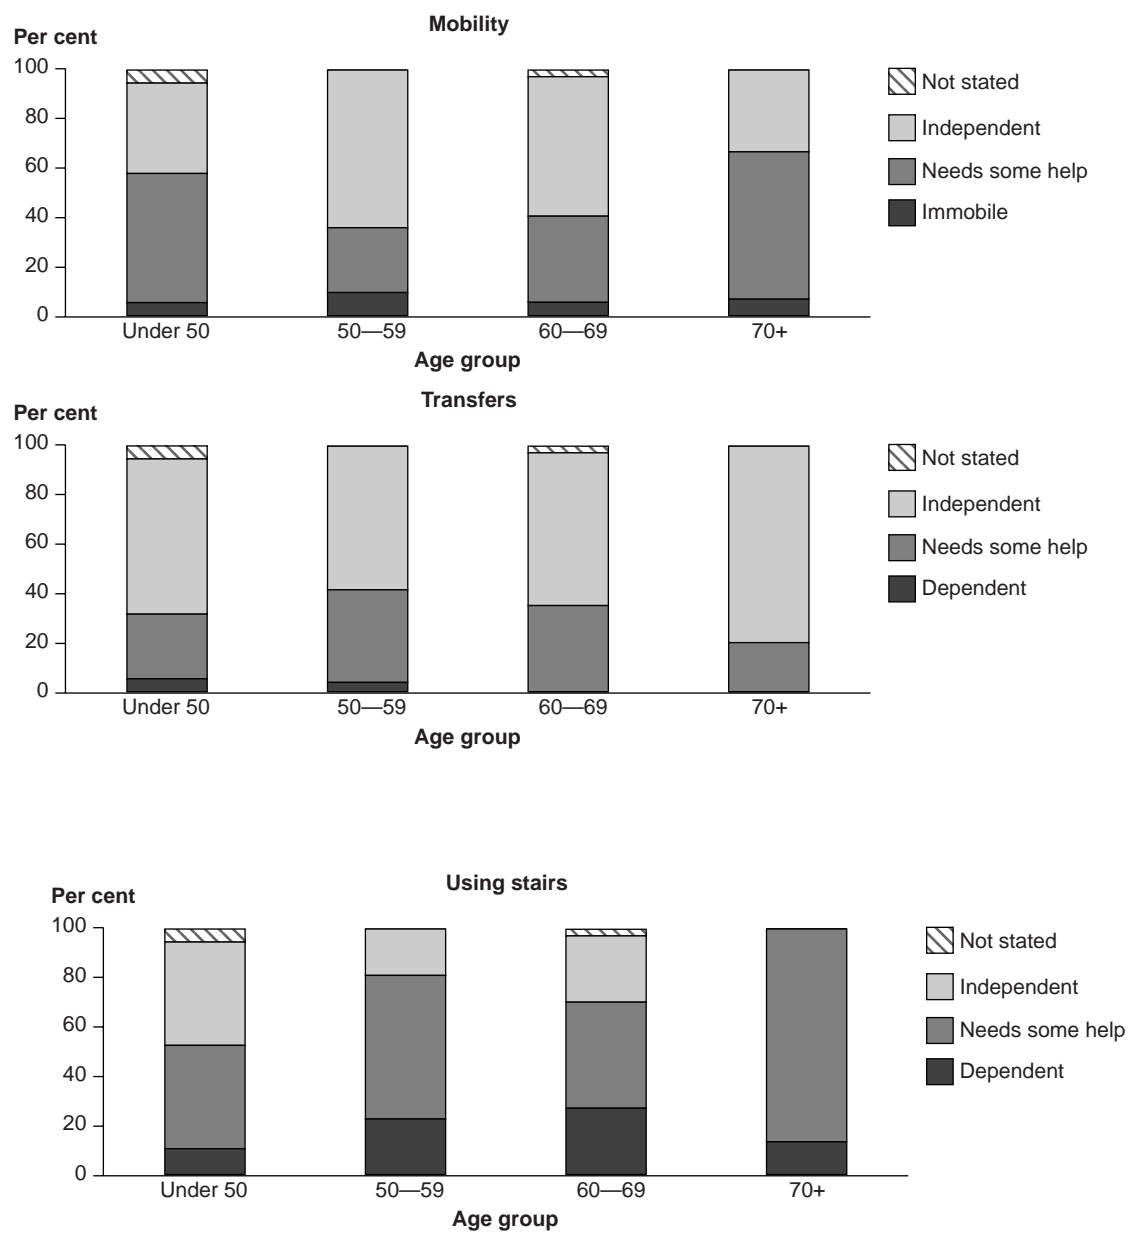 Mobility
Per cent
100
80
60
40
20
0
Under 50 50—59 60—69 70+
Age group
Not stated
Independent
Needs some help
Immobile
Transfers
Per cent
100
80
60
40
20
0
Under 50 50—59 60—69 70+
Age group
Not stated
Independent
Needs some help
Dependent
Using stairs
Per cent
100
80
60
40
20
0
Under 50 50—59 60—69 70+
Age group
Not stated
Independent
Needs some help
Dependent